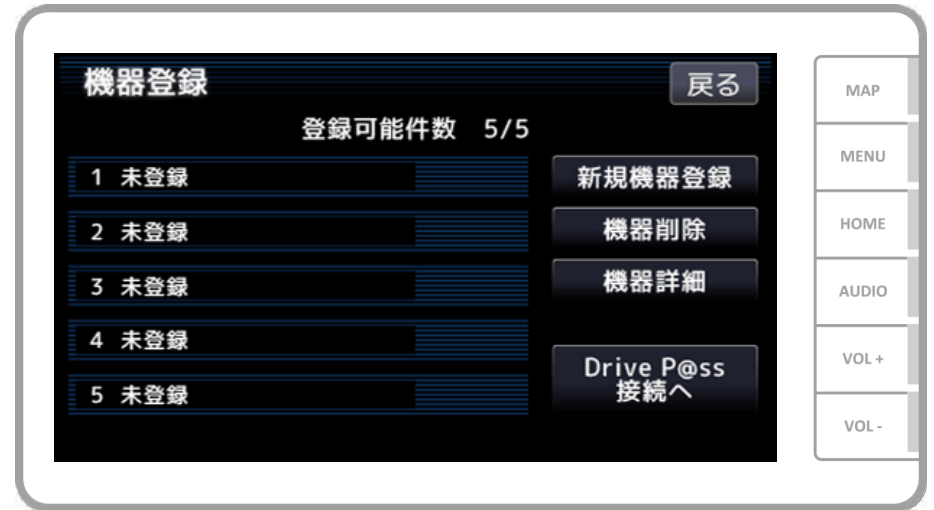 機器登録
戻る
登録可能件数 5/5
1 未登録
新規機器登録
2 未登録
機器削除
3 未登録
機器詳細
4 未登録
Drive P@ss
接続へ
5 未登録
MAP
MENU
HOME
AUDIO
VOL +
VOL -